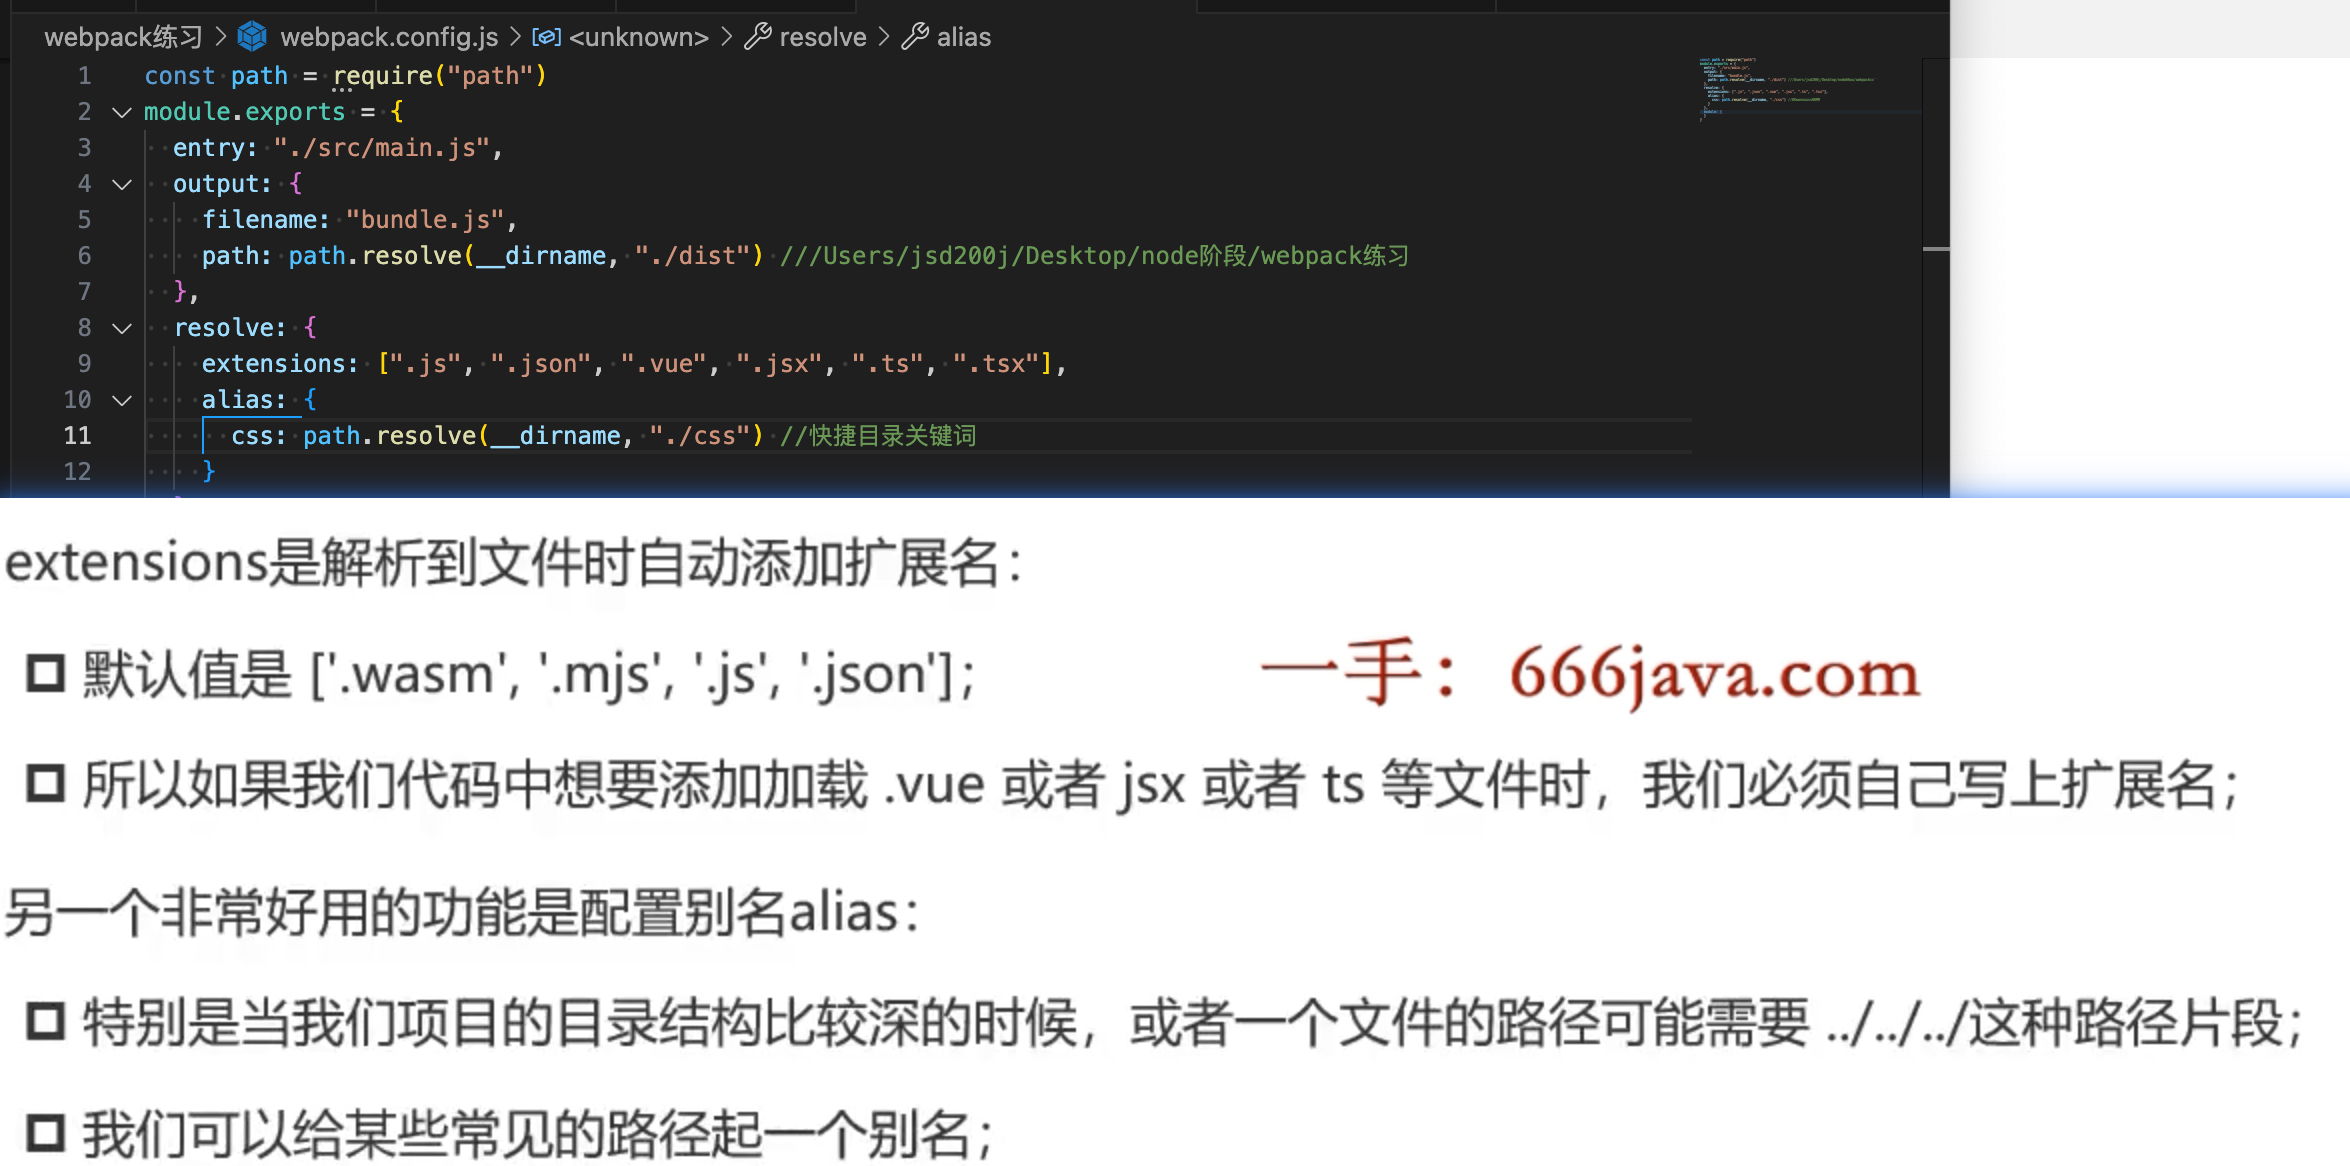 webpack练习 > webpack.config.js > <unknown> > resolve > alias
1 const path = require("path")
2 module.exports = {
3 entry: "./src/main.js",
4 output: {
5 filename: "bundle.js",
6 path: path.resolve(__dirname, "./dist") ///Users/jsd200j/Desktop/node阶段/webpack练习
7 },
8 resolve: {
9 extensions: [".js", ".json", ".vue", ".jsx", ".ts", ".tsx"],
10 alias: {
11 css: path.resolve(__dirname, "./css") //快捷目录关键词
12 }
extensions是解析到文件时自动添加扩展名：
默认值是 ['.wasm', '.mjs', '.js', '.json'];
一手： 666java.com
所以如果我们代码中想要添加加载 .vue 或者 jsx 或者 ts 等文件时，我们必须自己写上扩展名；
另一个非常好用的功能是配置别名alias：
特别是当我们项目的目录结构比较深的时候，或者一个文件的路径可能需要 ../../../这种路径片段；
我们可以给某些常见的路径起一个别名；